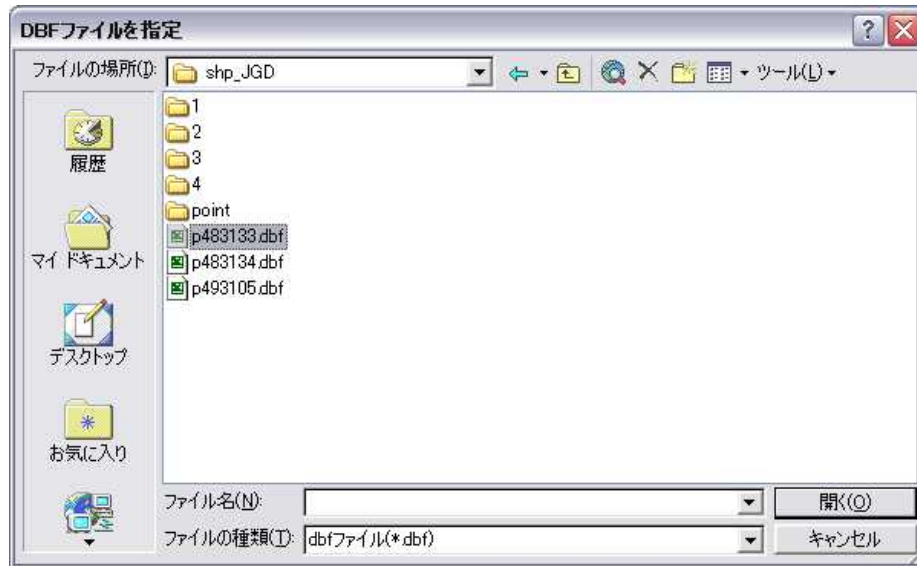 DBFファイルを指定
ファイルの場所(I):
shp_JGD
ツール(L)
1
2
3
4
point
p483133.dbf
p483134.dbf
p493105.dbf
履歴
マイ ドキュメント
デスクトップ
お気に入り
ファイル名(N):
開く(O)
ファイルの種類(T):
dbfファイル(*.dbf)
キャンセル